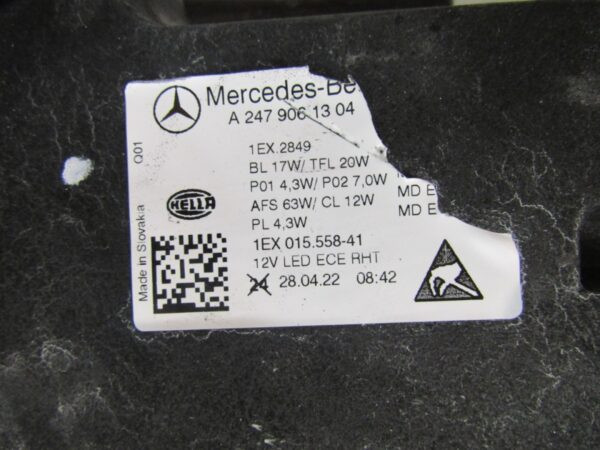 Mercedes-Be
A 247 906 13 04
1EX.2849
BL 17W/ TFL 20W
P01 4,3W/ P02 7,0W
AFS 63W/ CL 12W
PL 4,3W
MD E
MD E
1EX 015.558-41
12V LED ECE RHT
28.04.22 08:42
HELLA
Made in Slovakia
Q01